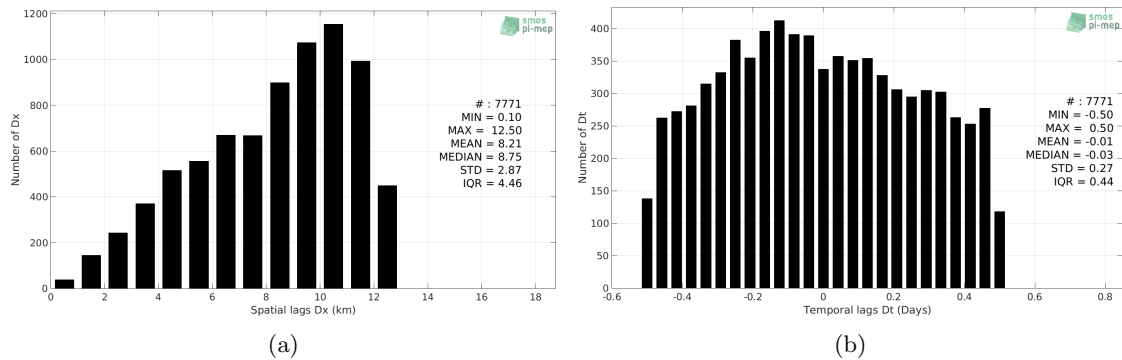 1200
1000
800
600
400
200
0
Number of Dx
smos
pi-mep
# : 7771
MIN = 0.10
MAX = 12.50
MEAN = 8.21
MEDIAN = 8.75
STD = 2.87
IQR = 4.46
0 2 4 6 8 10 12 14 16 18
Spatial lags Dx (km)
(a)
400
350
300
250
200
150
100
50
0
Number of Dt
smos
pi-mep
# : 7771
MIN = -0.50
MAX = 0.50
MEAN = -0.01
MEDIAN = -0.03
STD = 0.27
IQR = 0.44
-0.6 -0.4 -0.2 0 0.2 0.4 0.6 0.8
Temporal lags Dt (Days)
(b)